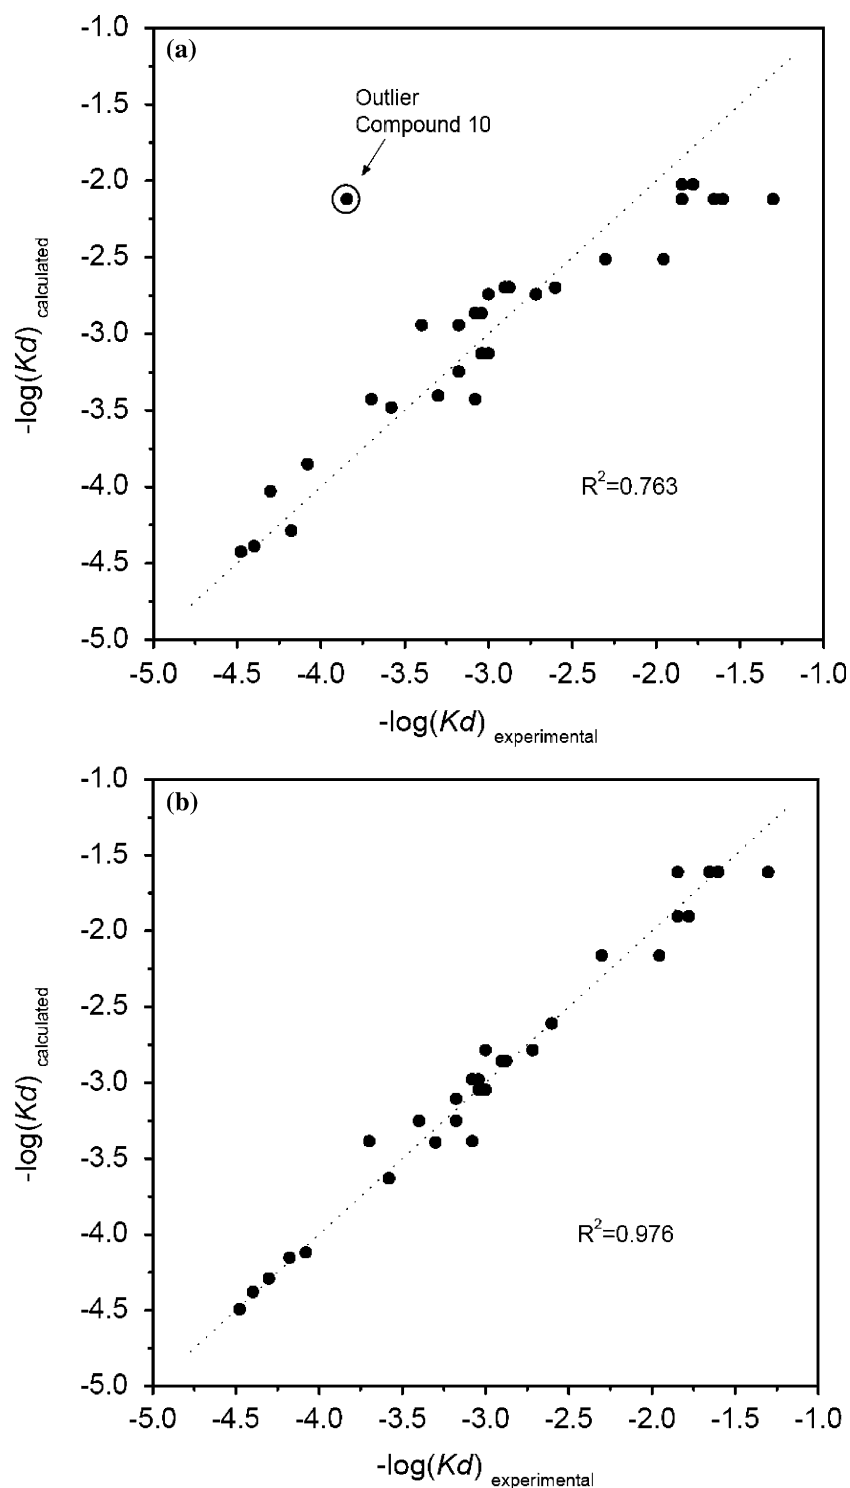 (a)
Outlier
Compound 10
-1.0
-1.5
-2.0
-2.5
-3.0
-3.5
-4.0
-4.5
-5.0
-log(Kd) calculated
R²=0.763
-5.0 -4.5 -4.0 -3.5 -3.0 -2.5 -2.0 -1.5 -1.0
-log(Kd) experimental
(b)
-1.0
-1.5
-2.0
-2.5
-3.0
-3.5
-4.0
-4.5
-5.0
-log(Kd) calculated
R²=0.976
-5.0 -4.5 -4.0 -3.5 -3.0 -2.5 -2.0 -1.5 -1.0
-log(Kd) experimental